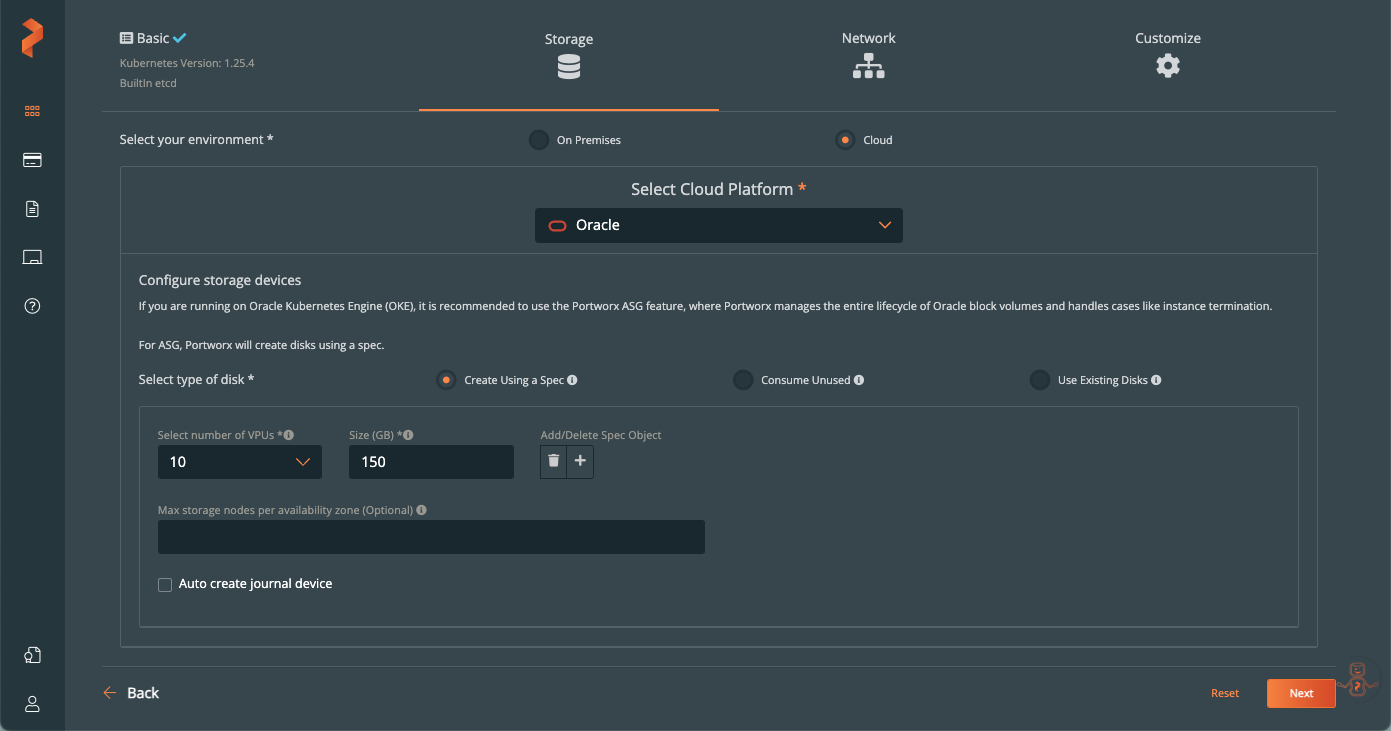 Basic
Kubernetes Version: 1.25.4
BuiltIn etcd
Storage
Network
Customize
Select your environment *
On Premises
Cloud
Select Cloud Platform *
Oracle
Configure storage devices
If you are running on Oracle Kubernetes Engine (OKE), it is recommended to use the Portworx ASG feature, where Portworx manages the entire lifecycle of Oracle block volumes and handles cases like instance termination.
For ASG, Portworx will create disks using a spec.
Select type of disk *
Create Using a Spec
Consume Unused
Use Existing Disks
Select number of VPUs *
Size (GB) *
Add/Delete Spec Object
10
150
Max storage nodes per availability zone (Optional)
Auto create journal device
Back
Reset
Next